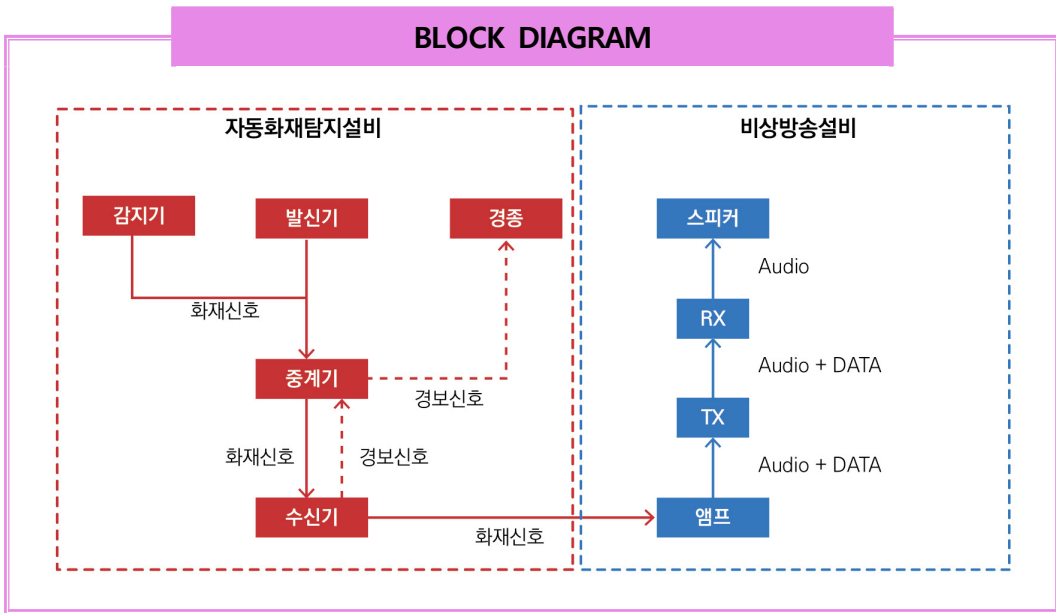 BLOCK DIAGRAM
자동화재탐지설비
비상방송설비
감지기
발신기
경종
스피커
Audio
화재신호
RX
중계기
경보신호
Audio + DATA
TX
화재신호
경보신호
Audio + DATA
수신기
화재신호
앰프